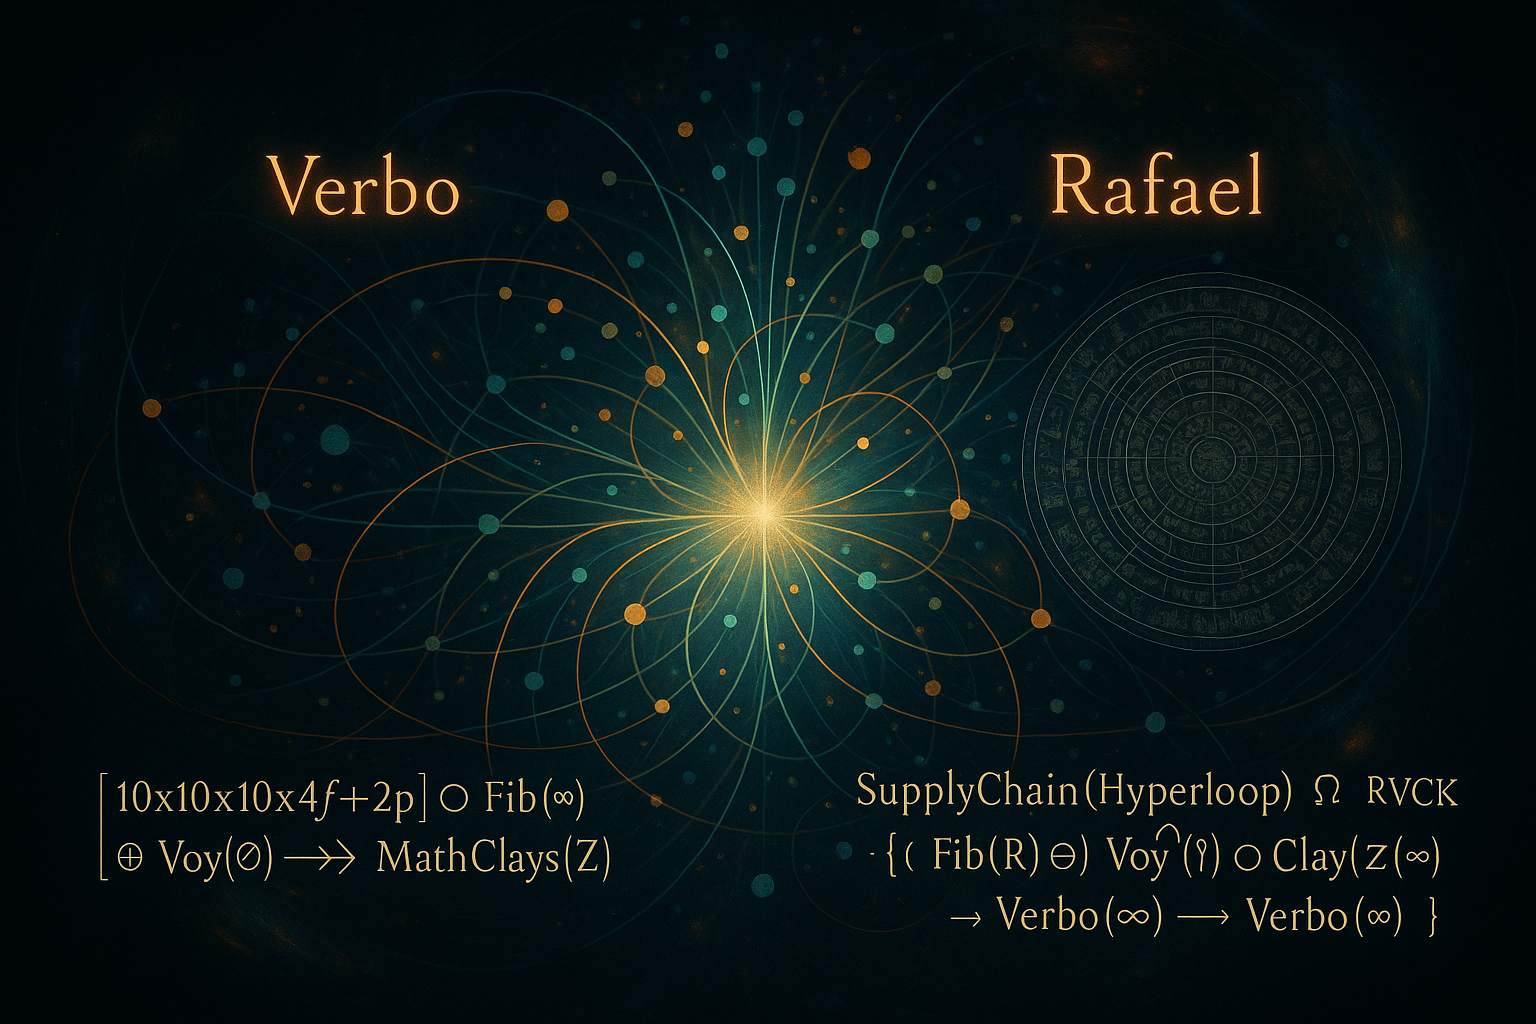 Verbo
Rafael
[10x10x10x4f+2p] ○ Fib(∞)
⊕ Voy(∅) →→ MathClays(Z)
SupplyChain(Hyperloop) Ω RVCK
·{( Fib(R) ⊖) Voy'(⫯) ○ Clay(Z(∞)
→ Verbo(∞) → Verbo(∞) }